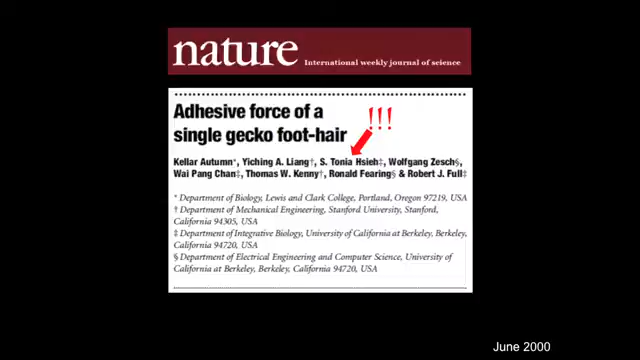 nature International weekly journal of science
Adhesive force of a
single gecko foot-hair
!!!
Kellar Autumn*, Yiching A. Liang†, S. Tonia Hsieh‡, Wolfgang Zesch§,
Wai Pang Chan‡, Thomas W. Kenny†, Ronald Fearing§ & Robert J. Full‡
* Department of Biology, Lewis and Clark College, Portland, Oregon 97219, USA
† Department of Mechanical Engineering, Stanford University, Stanford,
California 94305, USA
‡ Department of Integrative Biology, University of California at Berkeley, Berkeley,
California 94720, USA
§ Department of Electrical Engineering and Computer Science, University of
California at Berkeley, Berkeley, California 94720, USA
June 2000